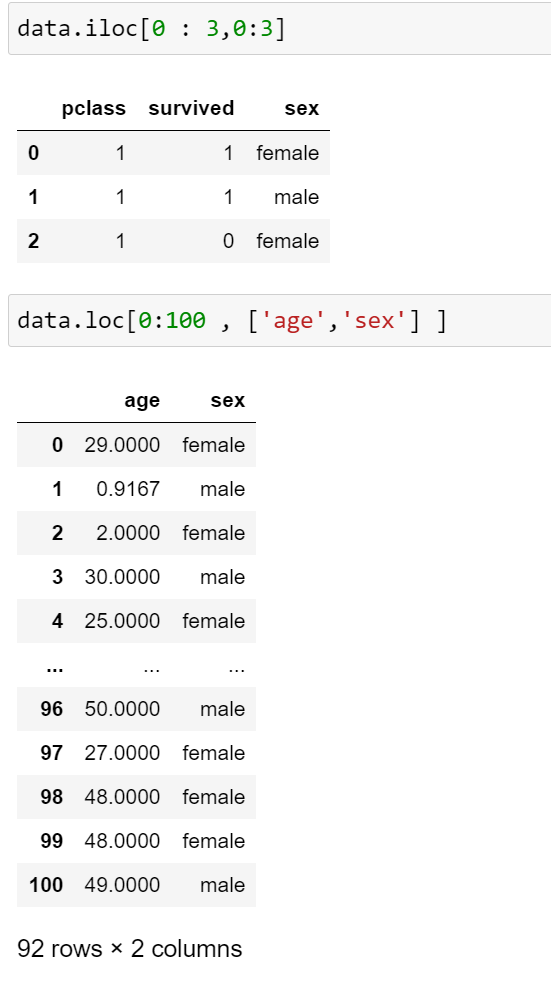 data.iloc[0 : 3,0:3]
pclass survived sex
0 1 1 female
1 1 1 male
2 1 0 female
data.loc[0:100 , ['age','sex'] ]
age sex
0 29.0000 female
1 0.9167 male
2 2.0000 female
3 30.0000 male
4 25.0000 female
... ... ...
96 50.0000 male
97 27.0000 female
98 48.0000 female
99 48.0000 female
100 49.0000 male
92 rows × 2 columns